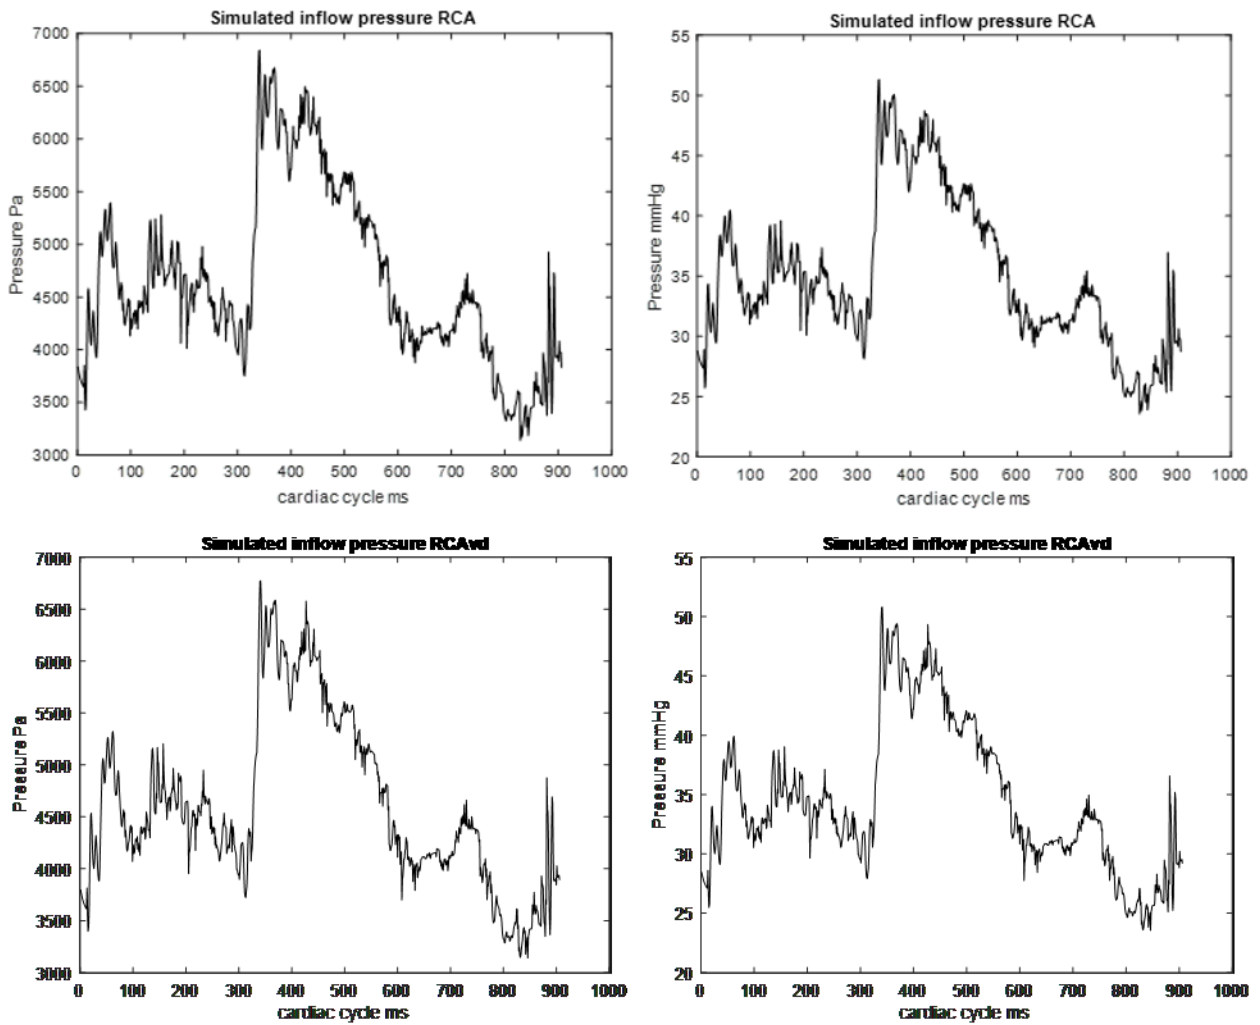 Simulated inflow pressure RCA
7000
6500
6000
5500
5000
4500
4000
3500
3000
Pressure Pa
0 100 200 300 400 500 600 700 800 900 1000
cardiac cycle ms
Simulated inflow pressure RCA
55
50
45
40
35
30
25
20
Pressure mmHg
0 100 200 300 400 500 600 700 800 900 1000
cardiac cycle ms
Simulated inflow pressure RCAvd
7000
6500
6000
5500
5000
4500
4000
3500
3000
Pressure Pa
0 100 200 300 400 500 600 700 800 900 1000
cardiac cycle ms
Simulated inflow pressure RCAvd
55
50
45
40
35
30
25
20
Pressure mmHg
0 100 200 300 400 500 600 700 800 900 1000
cardiac cycle ms